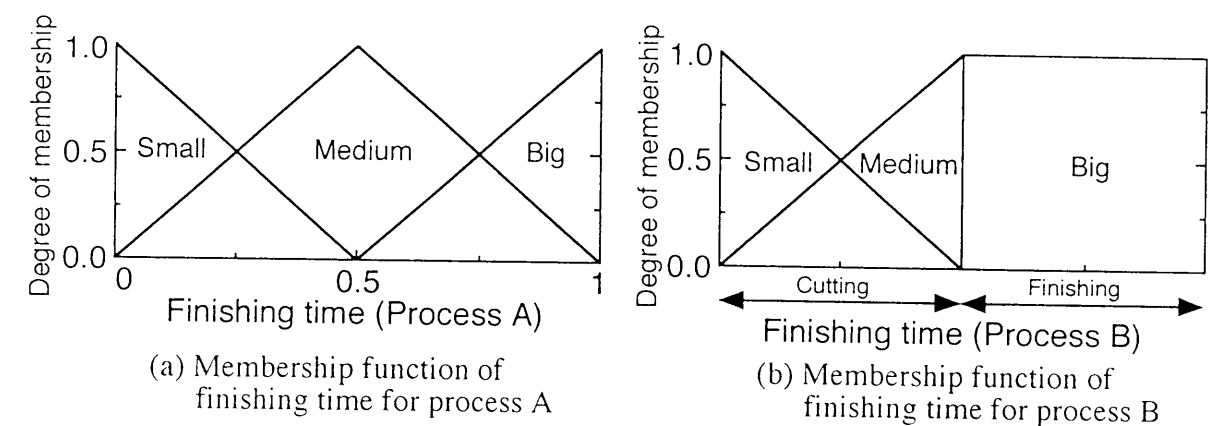 Degree of membership
1.0
0.5
0.0
Small
Medium
Big
0
0.5
1
Finishing time (Process A)
(a) Membership function of
finishing time for process A
Degree of membership
1.0
0.5
0.0
Small
Medium
Big
Cutting
Finishing
Finishing time (Process B)
(b) Membership function of
finishing time for process B